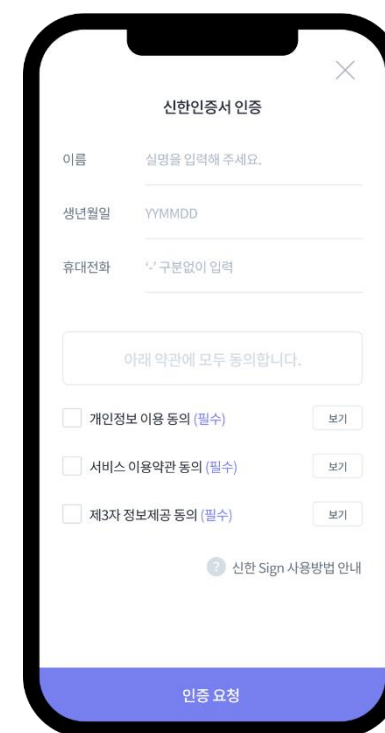 신한인증서 인증
이름 실명을 입력해 주세요.
생년월일 YYMMDD
휴대전화 '-' 구분없이 입력
아래 약관에 모두 동의합니다.
개인정보 이용 동의 (필수) 보기
서비스 이용약관 동의 (필수) 보기
제3자 정보제공 동의 (필수) 보기
? 신한 Sign 사용방법 안내
인증 요청